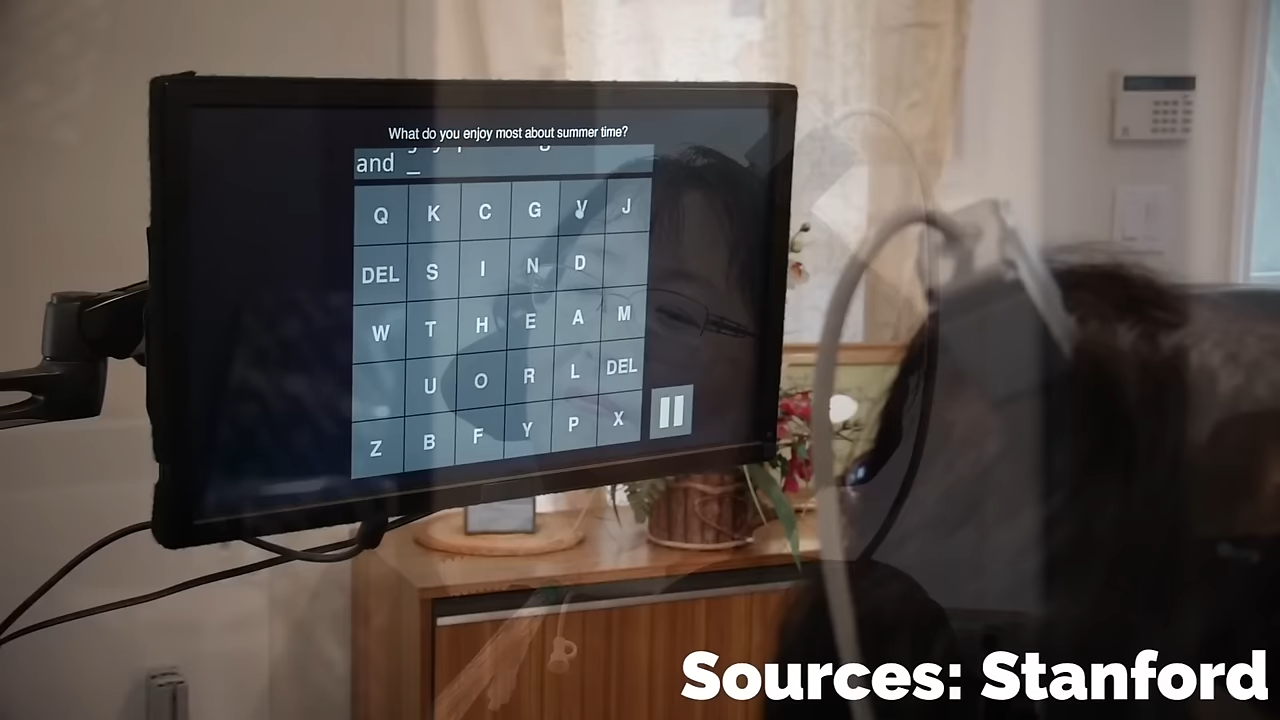 What do you enjoy most about summer time?
and _
Q K C G V J
DEL S I N D
W T H E A M
U O R L DEL
Z B F Y P X
Sources: Stanford